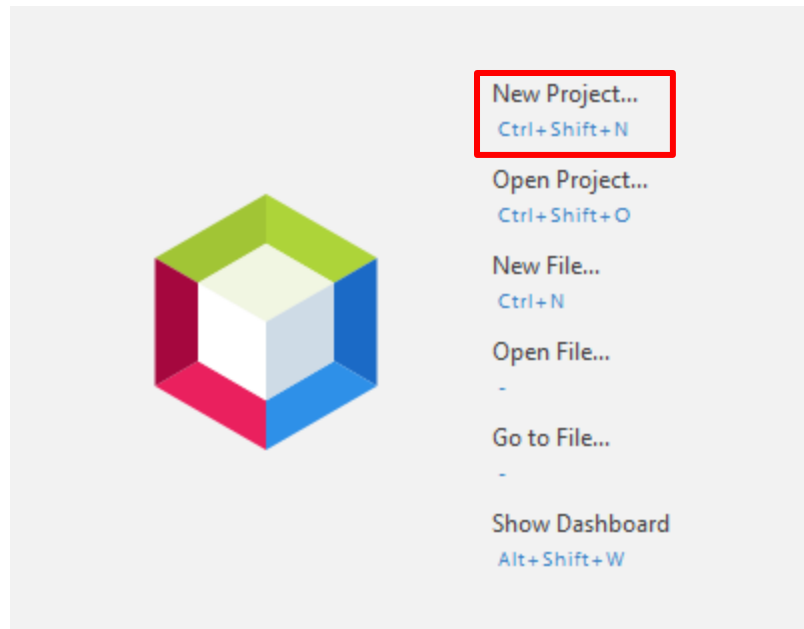 New Project...
Ctrl+Shift+N
Open Project...
Ctrl+Shift+O
New File...
Ctrl+N
Open File...
-
Go to File...
-
Show Dashboard
Alt+Shift+W